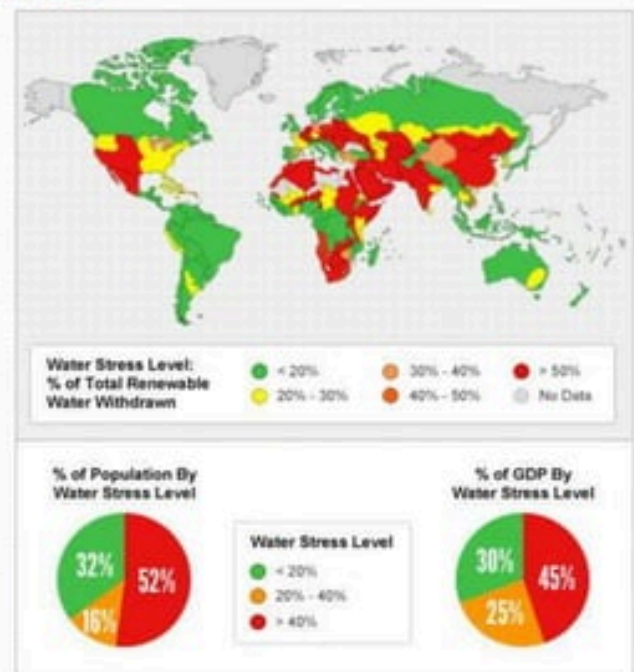 Water Stress Level:
% of Total Renewable
Water Withdrawn
< 20%
20% - 30%
30% - 40%
40% - 50%
> 50%
No Data
% of Population By
Water Stress Level
32%
52%
16%
Water Stress Level
< 20%
20% - 40%
> 40%
% of GDP By
Water Stress Level
30%
45%
25%